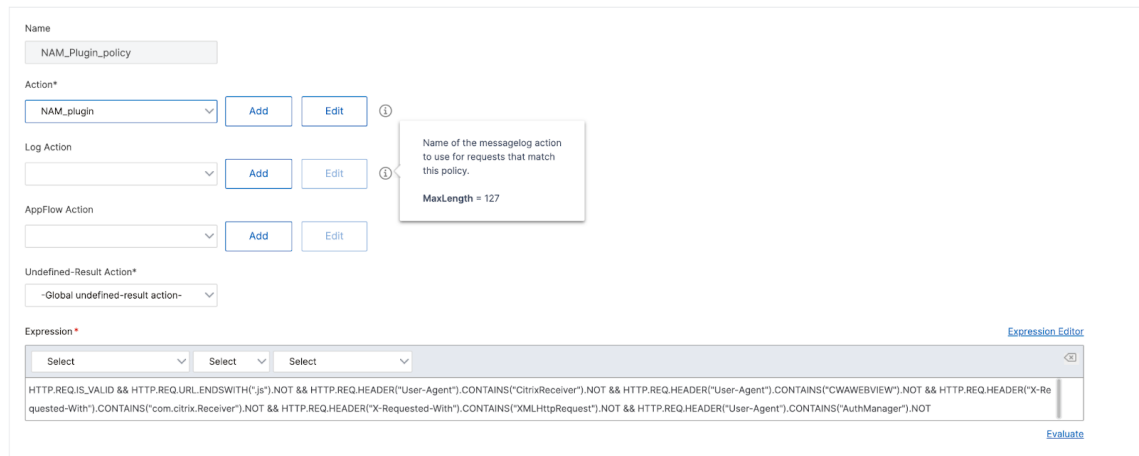 Name
NAM_Plugin_policy
Action*
NAM_plugin
Add
Edit
Log Action
Add
Edit
Name of the messagelog action
to use for requests that match
this policy.
MaxLength = 127
AppFlow Action
Add
Edit
Undefined-Result Action*
-Global undefined-result action-
Expression *
Expression Editor
Select
Select
Select
HTTP.REQ.IS_VALID && HTTP.REQ.URL.ENDSWITH(".js").NOT && HTTP.REQ.HEADER("User-Agent").CONTAINS("CitrixReceiver").NOT && HTTP.REQ.HEADER("User-Agent").CONTAINS("CWAWEBVIEW").NOT && HTTP.REQ.HEADER("X-Re
quested-With").CONTAINS("com.citrix.Receiver").NOT && HTTP.REQ.HEADER("X-Requested-With").CONTAINS("XMLHttpRequest").NOT && HTTP.REQ.HEADER("User-Agent").CONTAINS("AuthManager").NOT
Evaluate